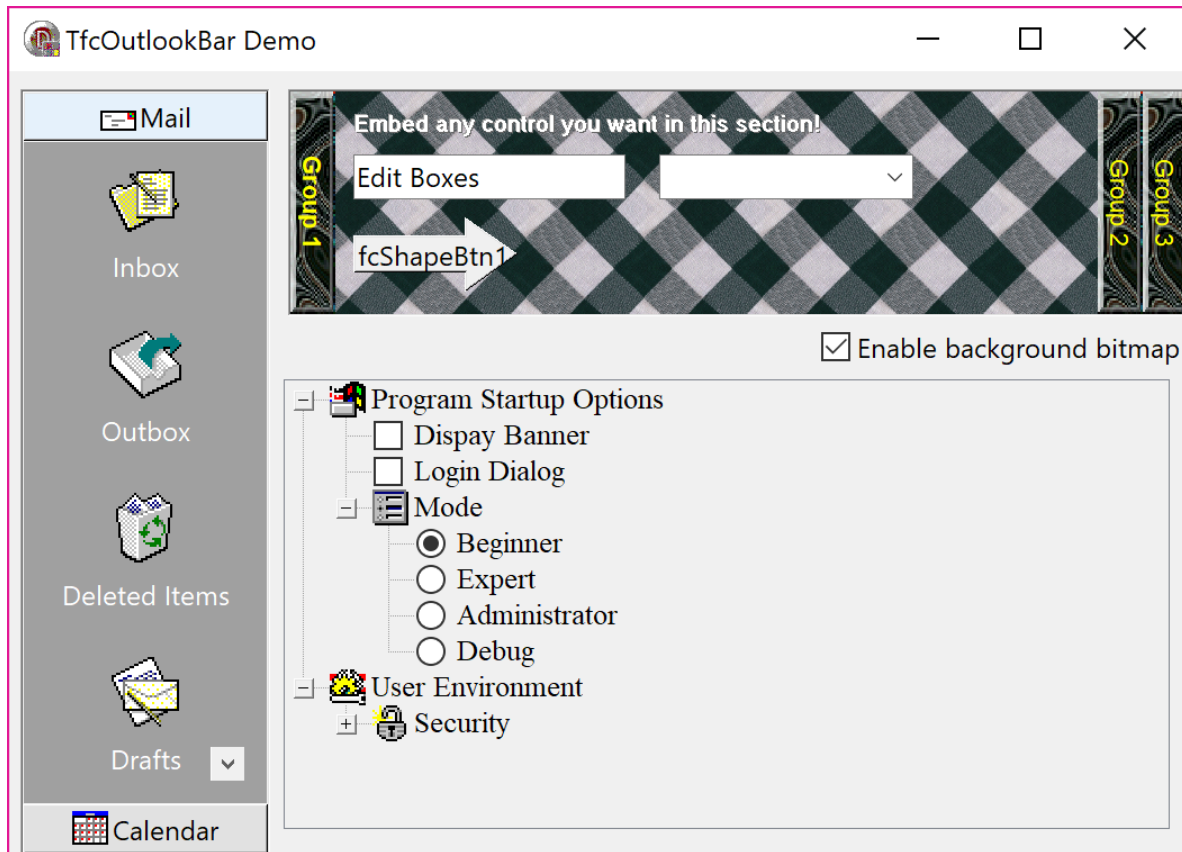 TfcOutlookBar Demo
Mail
Inbox
Outbox
Deleted Items
Drafts
Calendar
Group 1
Embed any control you want in this section!
Edit Boxes
fcShapeBtn1
Group 2
Group 3
Enable background bitmap
Program Startup Options
Dispay Banner
Login Dialog
Mode
Beginner
Expert
Administrator
Debug
User Environment
Security